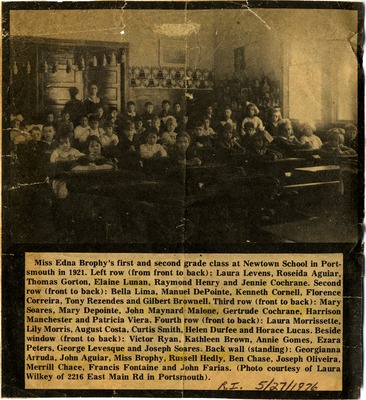 Miss Edna Brophy's first and second grade class at Newtown School in Port-
smouth in 1921. Left row (from front to back): Laura Levens, Roseida Aguiar,
Thomas Gorton, Elaine Lunan, Raymond Henry and Jennie Cochrane. Second
row (front to back): Bella Lima, Manuel DePointe, Kenneth Cornell, Florence
Correira, Tony Rezendes and Gilbert Brownell. Third row (front to back): Mary
Soares, Mary Depointe, John Maynard Malone, Gertrude Cochrane, Harrison
Manchester and Patricia Viera. Fourth row (front to back): Laura Morrissette,
Lily Morris, August Costa, Curtis Smith, Helen Durfee and Horace Lucas. Beside
window (front to back): Victor Ryan, Kathleen Brown, Annie Gomes, Ezara
Peters, George Levesque and Joseph Soares. Back wall (standing): Georgianna
Arruda, John Aguiar, Miss Brophy, Russell Hedly, Ben Chase, Joseph Oliveira,
Merrill Chace, Francis Fontaine and John Farias. (Photo courtesy of Laura
Wilkey of 2216 East Main Rd in Portsmouth).
R.I. 5/27/1976